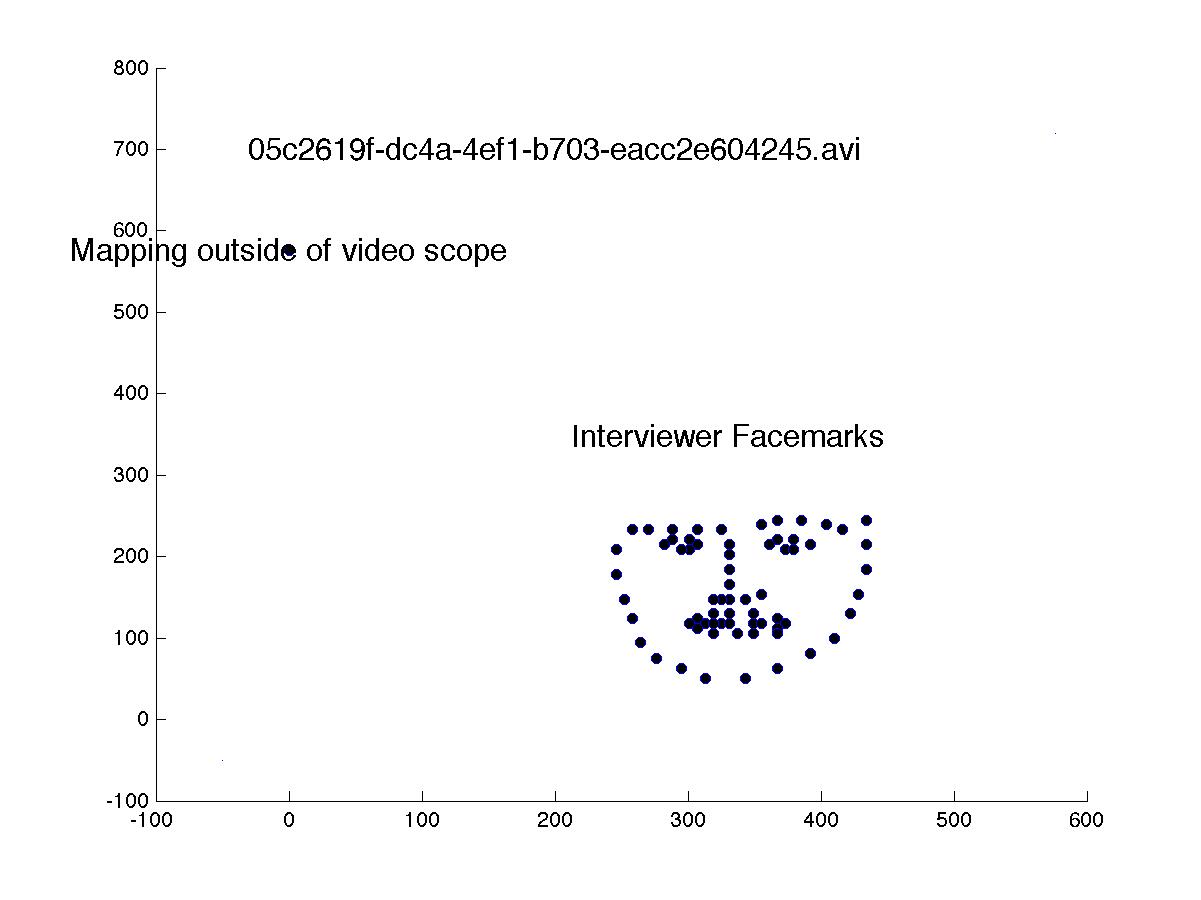 800
700
05c2619f-dc4a-4ef1-b703-eacc2e604245.avi
600
Mapping outside of video scope
500
400
Interviewer Facemarks
300
200
100
0
-100
-100 0 100 200 300 400 500 600